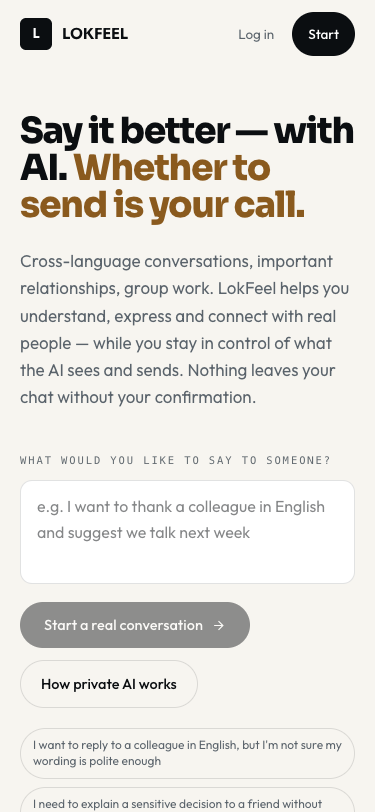 L LOKFEEL Log in Start
Say it better — with
AI. Whether to
send is your call.
Cross-language conversations, important
relationships, group work. LokFeel helps you
understand, express and connect with real
people — while you stay in control of what
the AI sees and sends. Nothing leaves your
chat without your confirmation.
WHAT WOULD YOU LIKE TO SAY TO SOMEONE?
e.g. I want to thank a colleague in English
and suggest we talk next week
Start a real conversation →
How private AI works
I want to reply to a colleague in English, but I'm not sure my
wording is polite enough
I need to explain a sensitive decision to a friend without